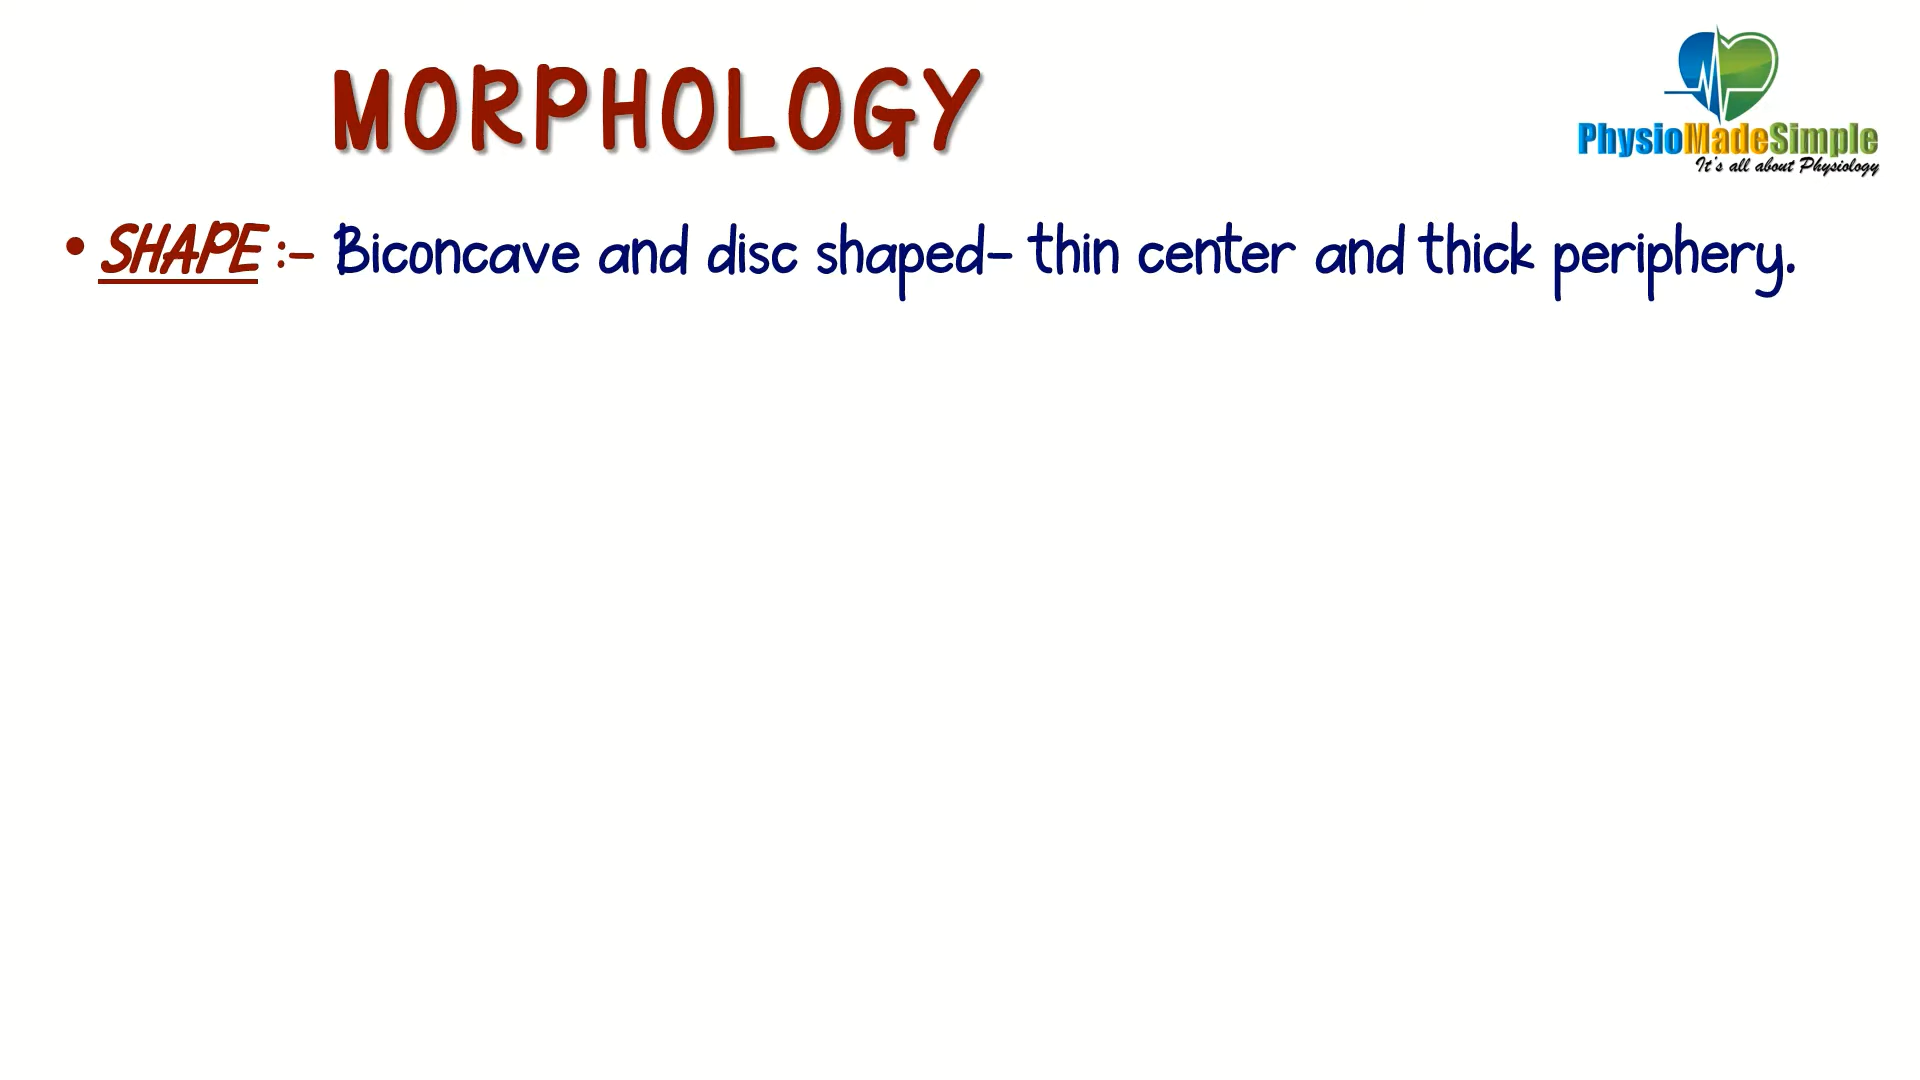 MORPHOLOGY
PhysioMadeSimple
It's all about Physiology
• SHAPE :- Biconcave and disc shaped- thin center and thick periphery.